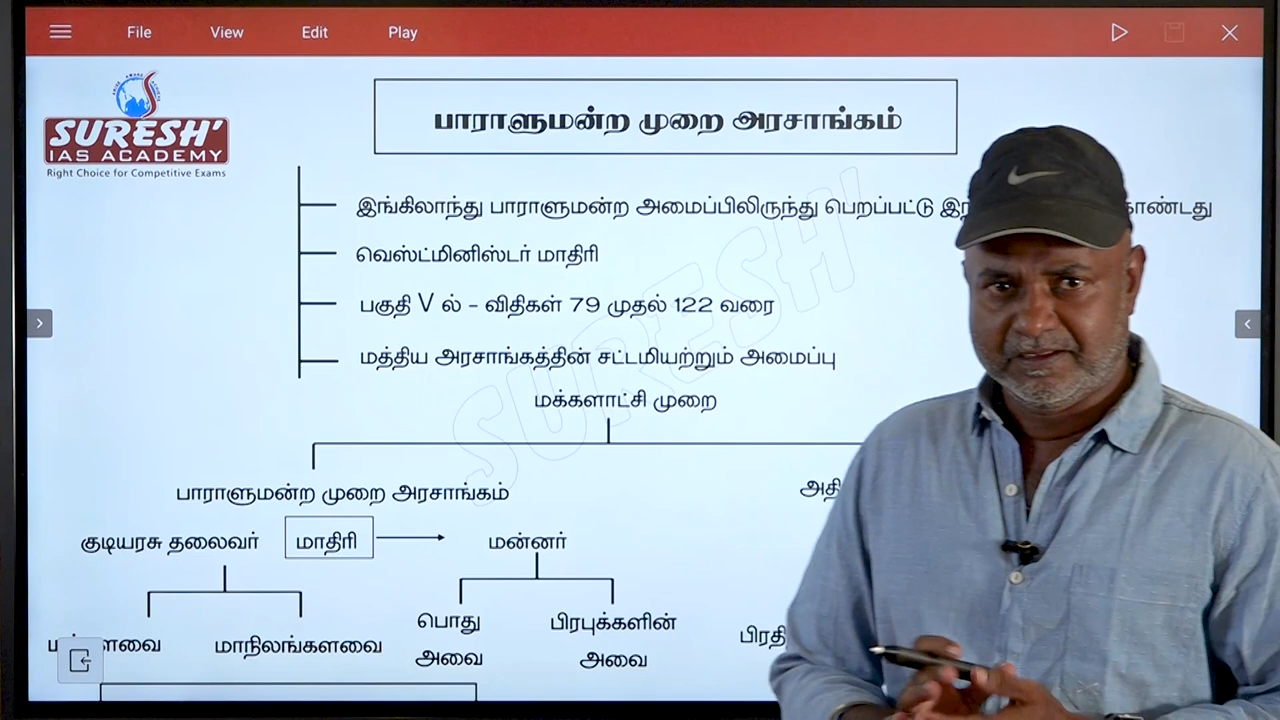 File View Edit Play
SURESH'
IAS ACADEMY
Right Choice for Competitive Exams
பாராளுமன்ற முறை அரசாங்கம்
இங்கிலாந்து பாராளுமன்ற அமைப்பிலிருந்து பெறப்பட்டு
வெஸ்ட்மினிஸ்டர் மாதிரி
பகுதி V ல் - விதிகள் 79 முதல் 122 வரை
மத்திய அரசாங்கத்தின் சட்டமியற்றும் அமைப்பு
மக்களாட்சி முறை
பாராளுமன்ற முறை அரசாங்கம்
குடியரசு தலைவர் மாதிரி மன்னர்
மாநிலங்களவை
பொது அவை
பிரபுக்களின் அவை
SURESH